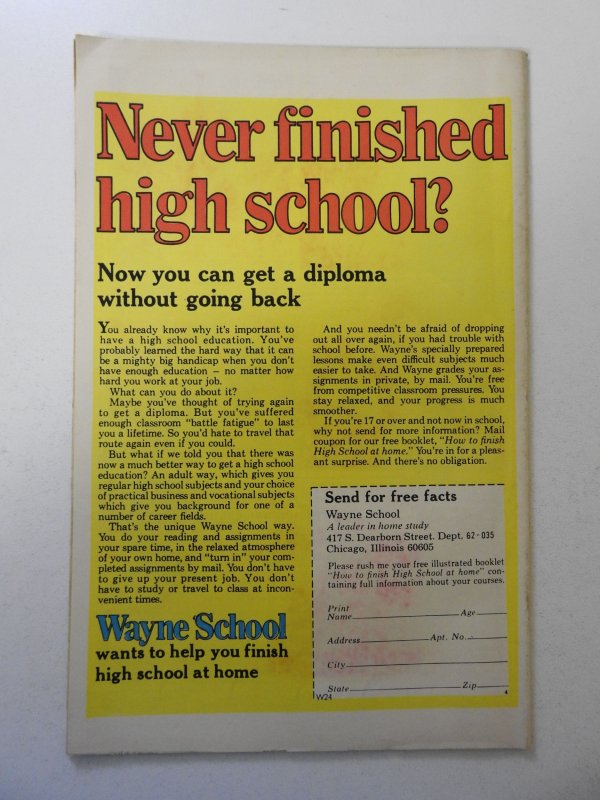 Never finished
high school?
Now you can get a diploma
without going back
You already know why it's important to
have a high school education. You've
probably learned the hard way that it can
be a mighty big handicap when you don't
have enough education – no matter how
hard you work at your job.
What can you do about it?
Maybe you've thought of trying again
to get a diploma. But you've suffered
enough classroom "battle fatigue" to last
you a lifetime. So you'd hate to travel that
route again even if you could.
But what if we told you that there was
now a much better way to get a high school
education? An adult way, which gives you
regular high school subjects and your choice
of practical business and vocational subjects
which give you background for one of a
number of career fields.
That's the unique Wayne School way.
You do your reading and assignments in
your spare time, in the relaxed atmosphere
of your own home, and "turn in" your com-
pleted assignments by mail. You don't have
to give up your present job. You don't
have to study or travel to class at incon-
venient times.
Wayne School
wants to help you finish
high school at home
And you needn't be afraid of dropping
out all over again, if you had trouble with
school before. Wayne's specially prepared
lessons make even difficult subjects much
easier to take. And Wayne grades your as-
signments in private, by mail. You're free
from competitive classroom pressures. You
stay relaxed, and your progress is much
smoother.
If you're 17 or over and not now in school,
why not send for more information? Mail
coupon for our free booklet, "How to finish
High School at home." You're in for a pleas-
ant surprise. And there's no obligation.
Send for free facts
Wayne School
A leader in home study
417 S. Dearborn Street. Dept. 62-035
Chicago, Illinois 60605
Please rush me your free illustrated booklet
"How to finish High School at home" con-
taining full information about your courses.
Print
Name Age
Address Apt. No.
City
State Zip
W24 4